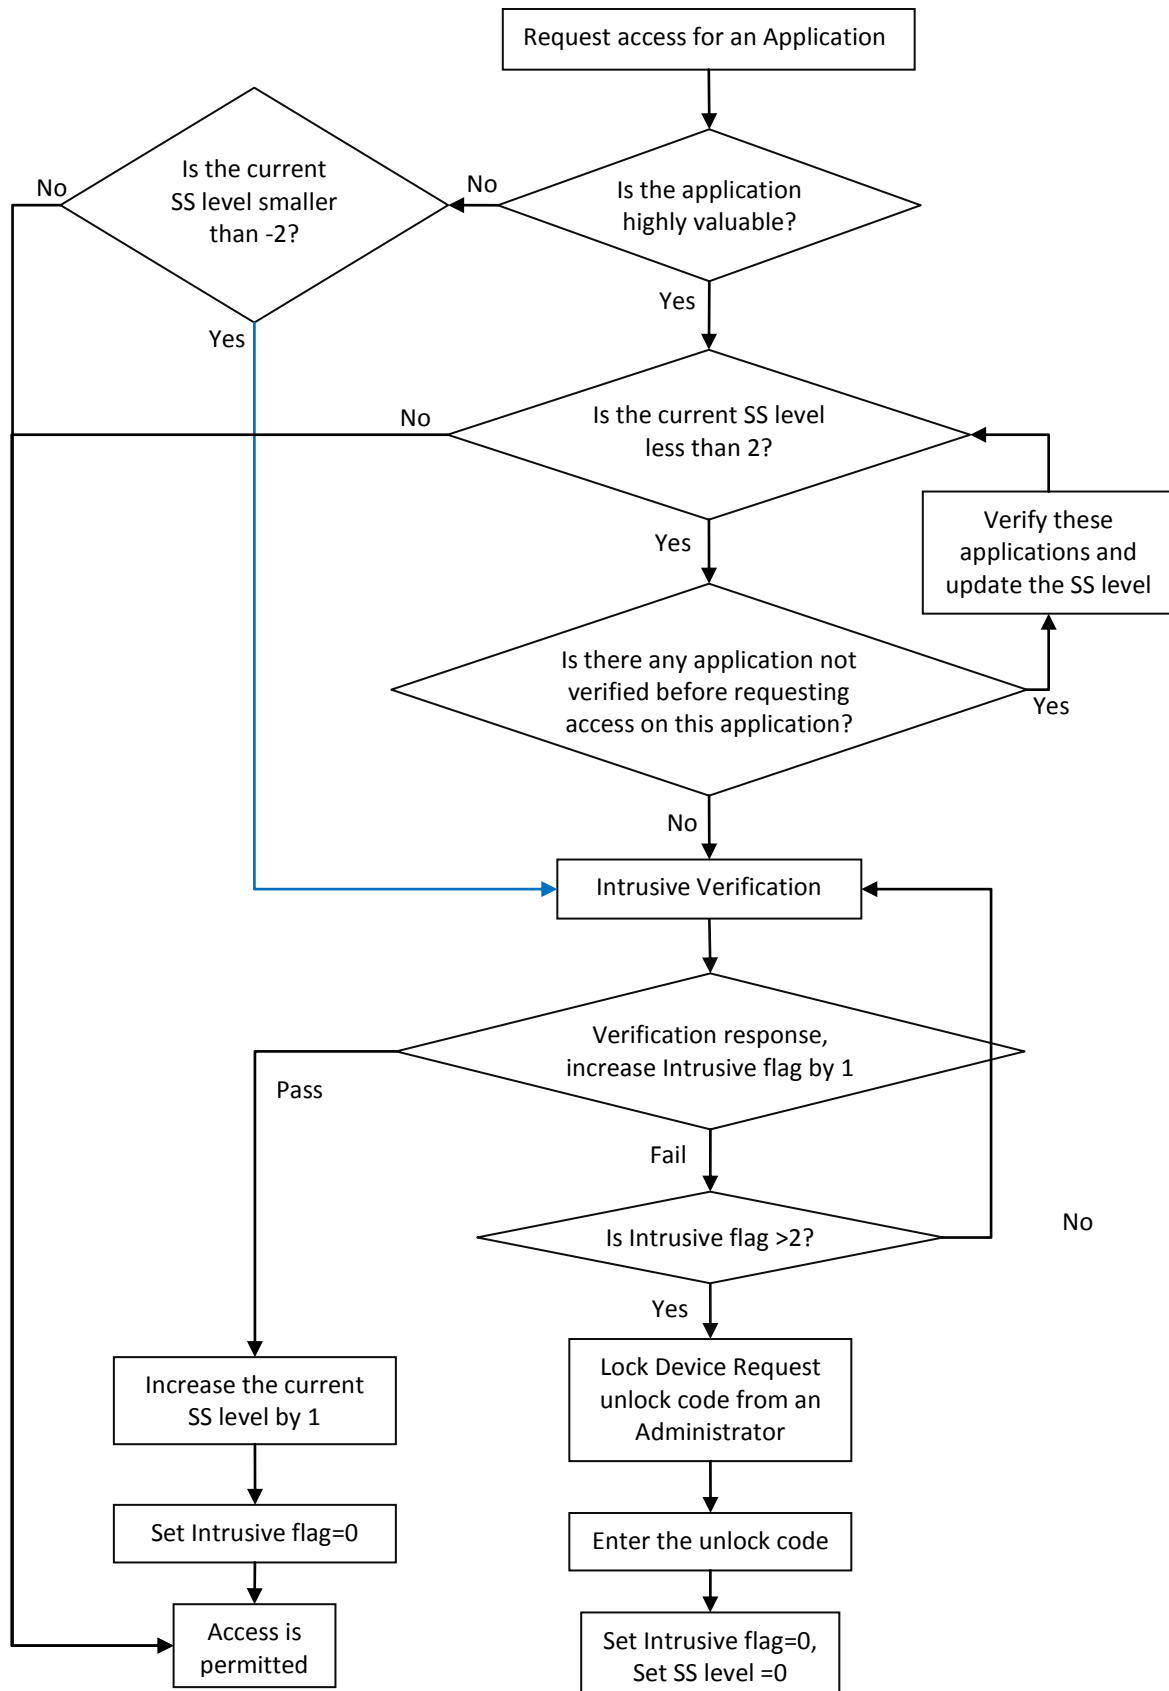 Request access for an Application
Is the current
SS level smaller
than -2?
No
No
Is the application
highly valuable?
Yes
Yes
No
Is the current SS level
less than 2?
Verify these
applications and
update the SS level
Yes
Is there any application not
verified before requesting
access on this application?
Yes
No
Intrusive Verification
Verification response,
increase Intrusive flag by 1
Pass
Fail
Is Intrusive flag >2?
No
Yes
Increase the current
SS level by 1
Lock Device Request
unlock code from an
Administrator
Set Intrusive flag=0
Enter the unlock code
Access is
permitted
Set Intrusive flag=0,
Set SS level =0